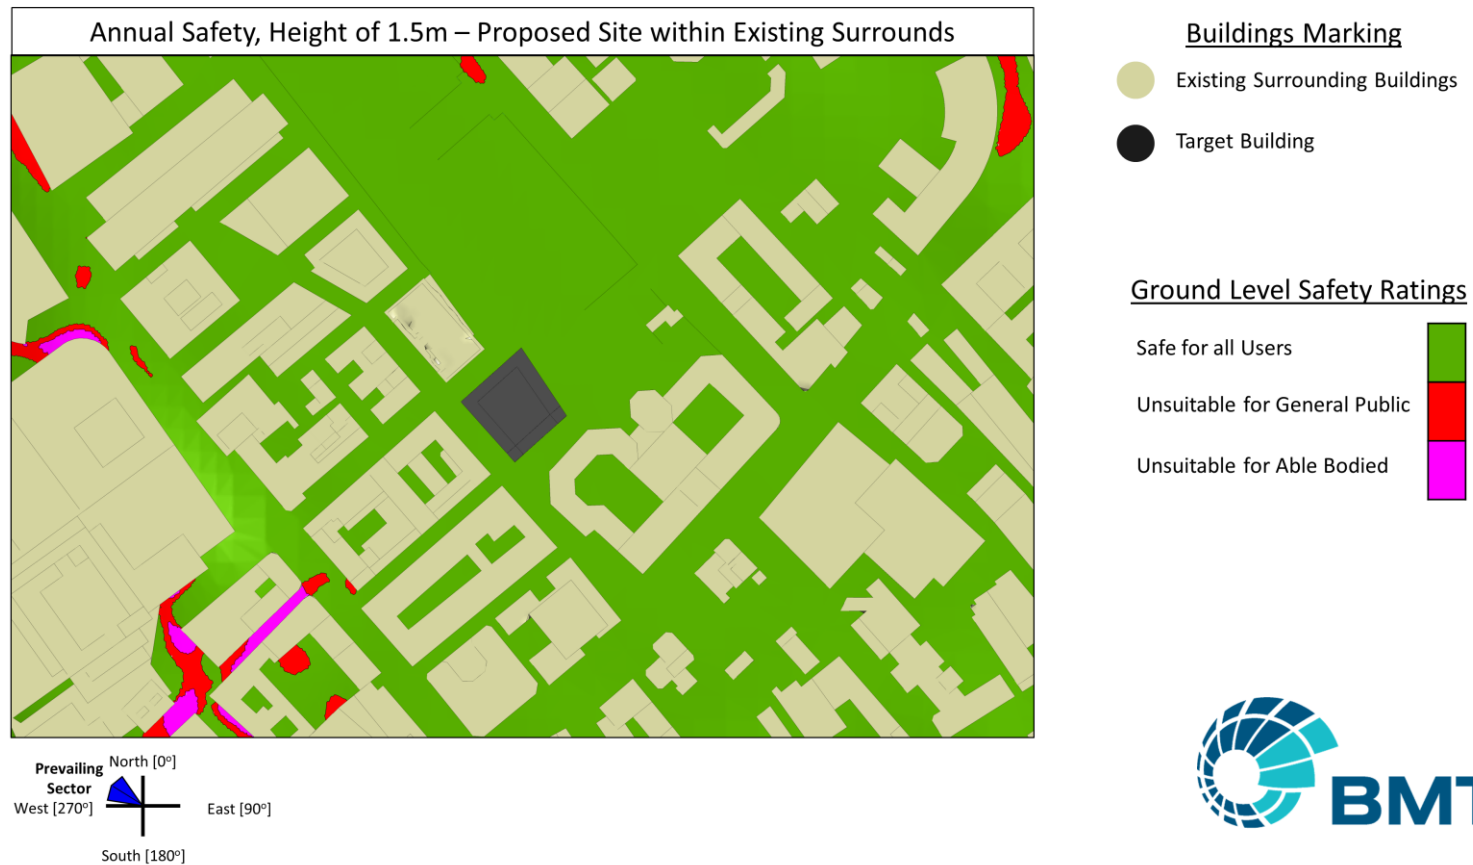 Annual Safety, Height of 1.5m – Proposed Site within Existing Surrounds
Buildings Marking
Existing Surrounding Buildings
Target Building
Ground Level Safety Ratings
Safe for all Users
Unsuitable for General Public
Unsuitable for Able Bodied
North [0°]
Prevailing
Sector
West [270°]
East [90°]
South [180°]
BMT